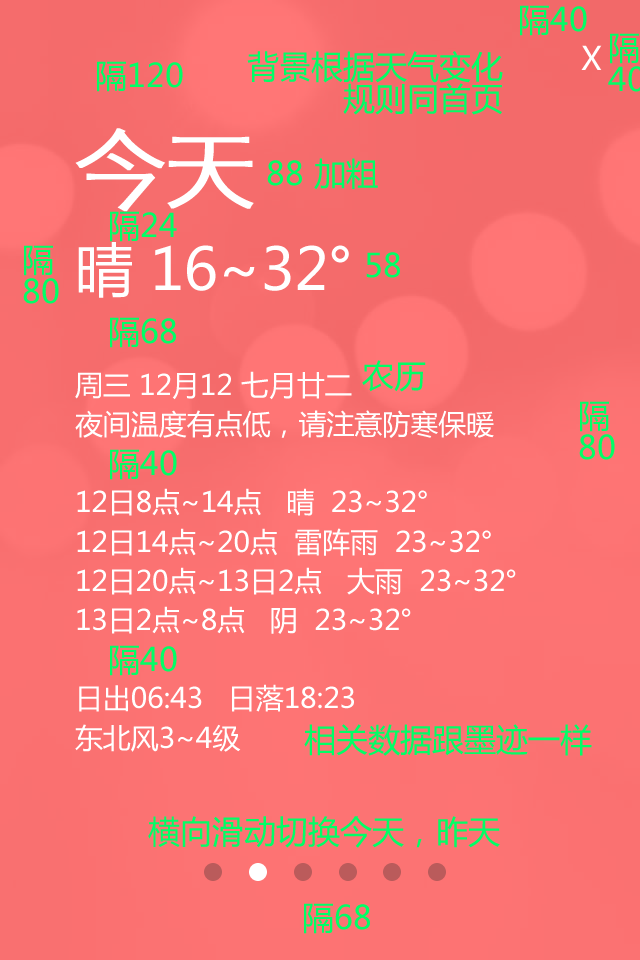 隔40
X
隔
40
隔120
背景根据天气变化
规则同首页
今天
88 加粗
隔24
隔
80
晴 16~32°
58
隔68
周三 12月12 七月廿二
农历
夜间温度有点低，请注意防寒保暖
隔
80
隔40
12日8点~14点 晴 23~32°
12日14点~20点 雷阵雨 23~32°
12日20点~13日2点 大雨 23~32°
13日2点~8点 阴 23~32°
隔40
日出06:43 日落18:23
东北风3~4级
相关数据跟墨迹一样
横向滑动切换今天，昨天
隔68